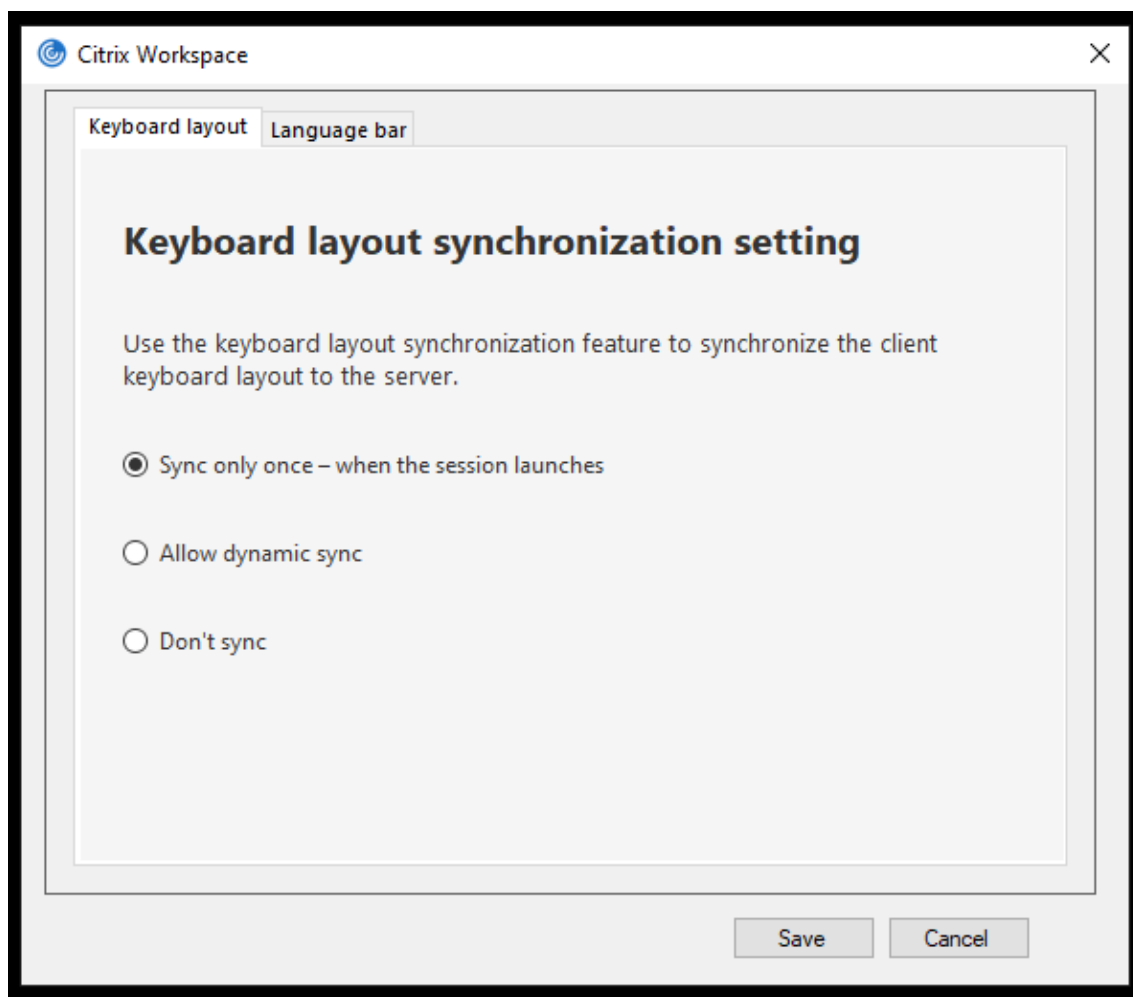 Citrix Workspace
Keyboard layout
Language bar
Keyboard layout synchronization setting
Use the keyboard layout synchronization feature to synchronize the client
keyboard layout to the server.
Sync only once – when the session launches
Allow dynamic sync
Don't sync
Save
Cancel